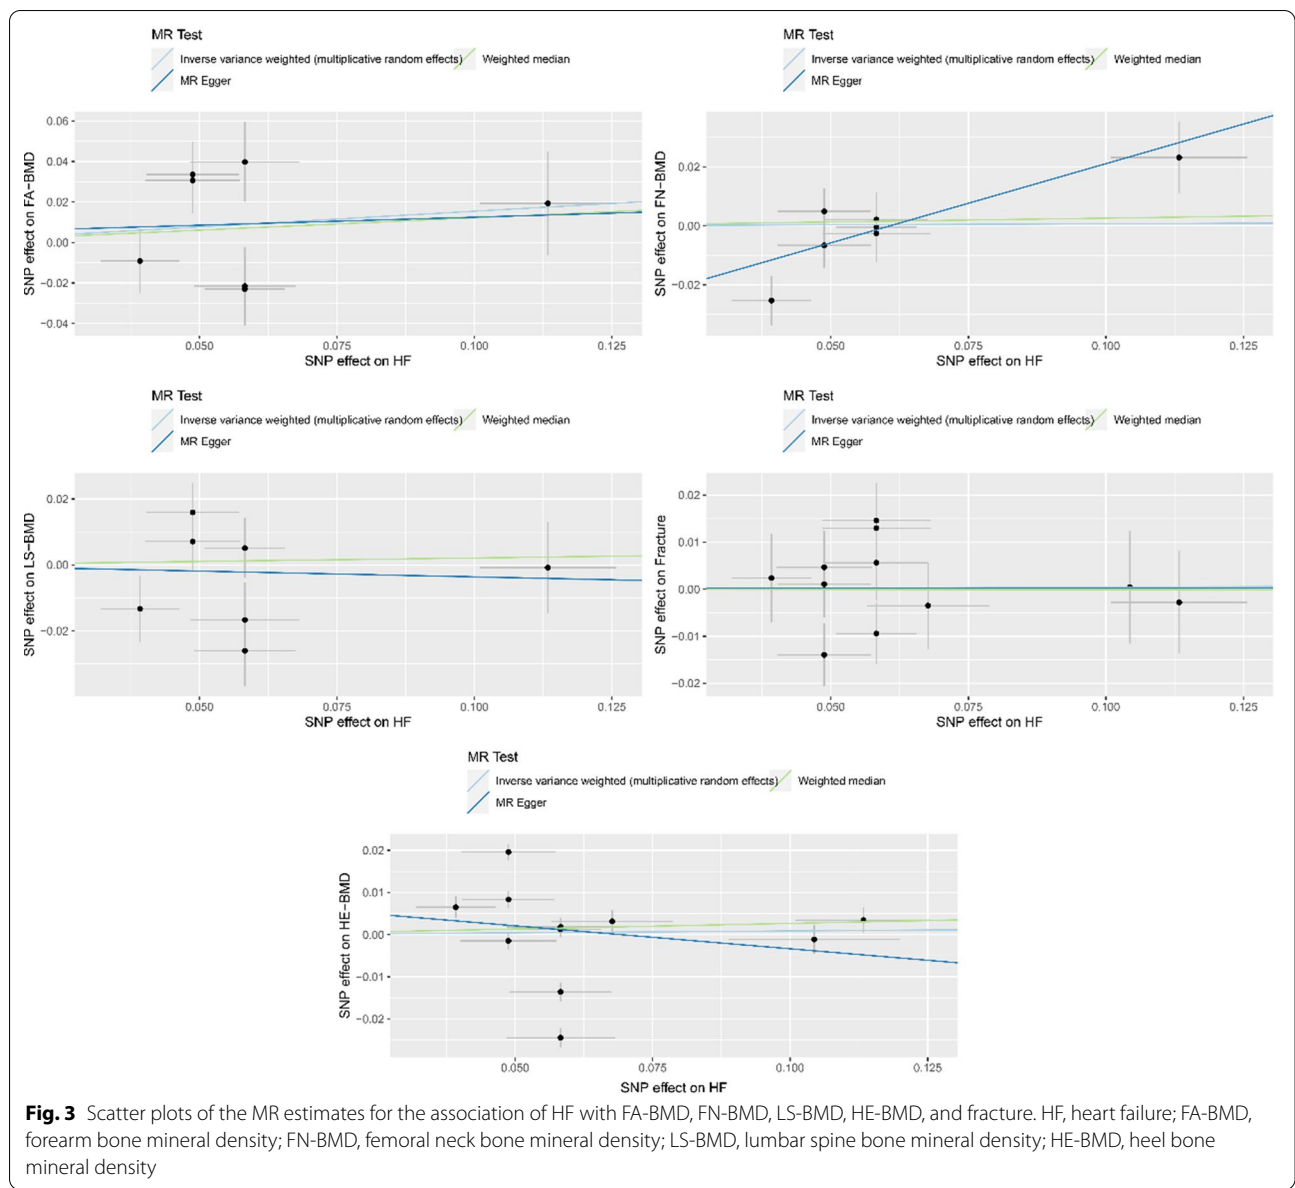 MR Test
Inverse variance weighted (multiplicative random effects) Weighted median
MR Egger
SNP effect on FA−BMD
0.06
0.04
0.02
0.00
−0.02
−0.04
0.050 0.075 0.100 0.125
SNP effect on HF
MR Test
Inverse variance weighted (multiplicative random effects) Weighted median
MR Egger
SNP effect on FN−BMD
0.02
0.00
−0.02
0.050 0.075 0.100 0.125
SNP effect on HF
MR Test
Inverse variance weighted (multiplicative random effects) Weighted median
MR Egger
SNP effect on LS−BMD
0.02
0.00
−0.02
0.050 0.075 0.100 0.125
SNP effect on HF
MR Test
Inverse variance weighted (multiplicative random effects) Weighted median
MR Egger
SNP effect on Fracture
0.02
0.01
0.00
−0.01
−0.02
0.050 0.075 0.100 0.125
SNP effect on HF
MR Test
Inverse variance weighted (multiplicative random effects) Weighted median
MR Egger
SNP effect on HE−BMD
0.02
0.01
0.00
−0.01
−0.02
0.050 0.075 0.100 0.125
SNP effect on HF
Fig. 3 Scatter plots of the MR estimates for the association of HF with FA-BMD, FN-BMD, LS-BMD, HE-BMD, and fracture. HF, heart failure; FA-BMD,
forearm bone mineral density; FN-BMD, femoral neck bone mineral density; LS-BMD, lumbar spine bone mineral density; HE-BMD, heel bone
mineral density